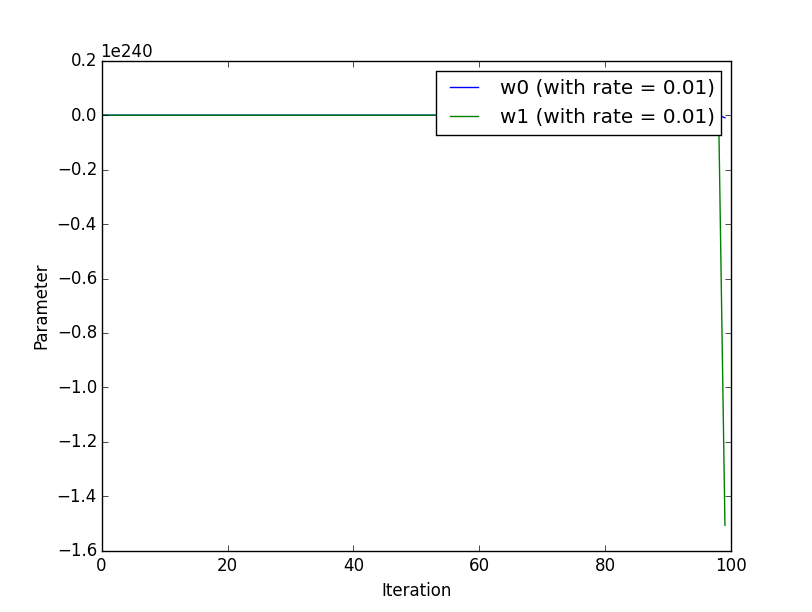 1e240
0.2
0.0
−0.2
−0.4
−0.6
−0.8
−1.0
−1.2
−1.4
−1.6
Parameter
w0 (with rate = 0.01)
w1 (with rate = 0.01)
0 20 40 60 80 100
Iteration